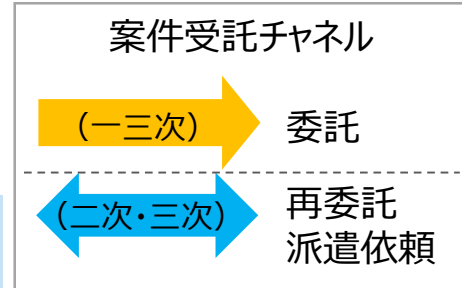 案件受託チャネル
（一三次）
委託
（二次・三次）
再委託
派遣依頼